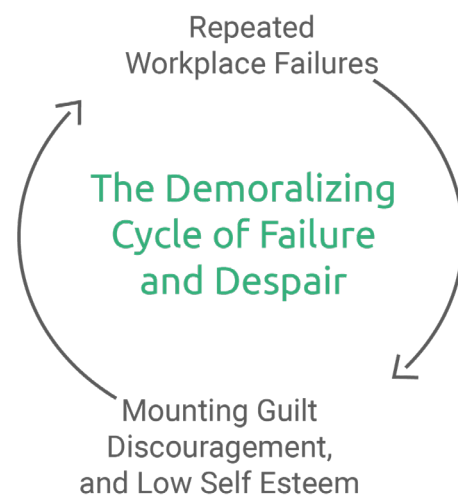 Repeated
Workplace Failures
The Demoralizing
Cycle of Failure
and Despair
Mounting Guilt
Discouragement,
and Low Self Esteem